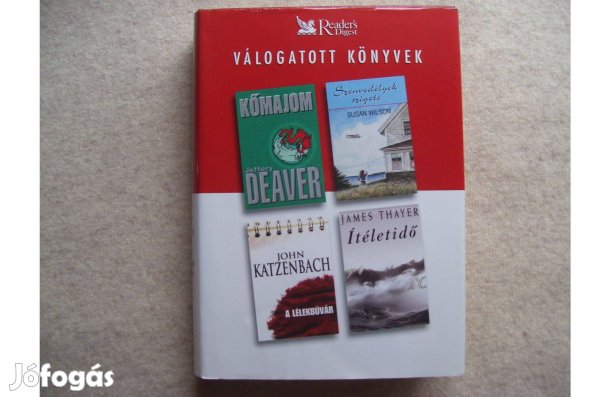 Reader's
Digest
VÁLOGATOTT KÖNYVEK
KŐMAJOM
Jeffery
DEAVER
Szenvedélyek
szigete
SUSAN WILSON
JOHN
KATZENBACH
A LÉLEKBÚVÁR
JAMES THAYER
Ítéletidő
Jófogás